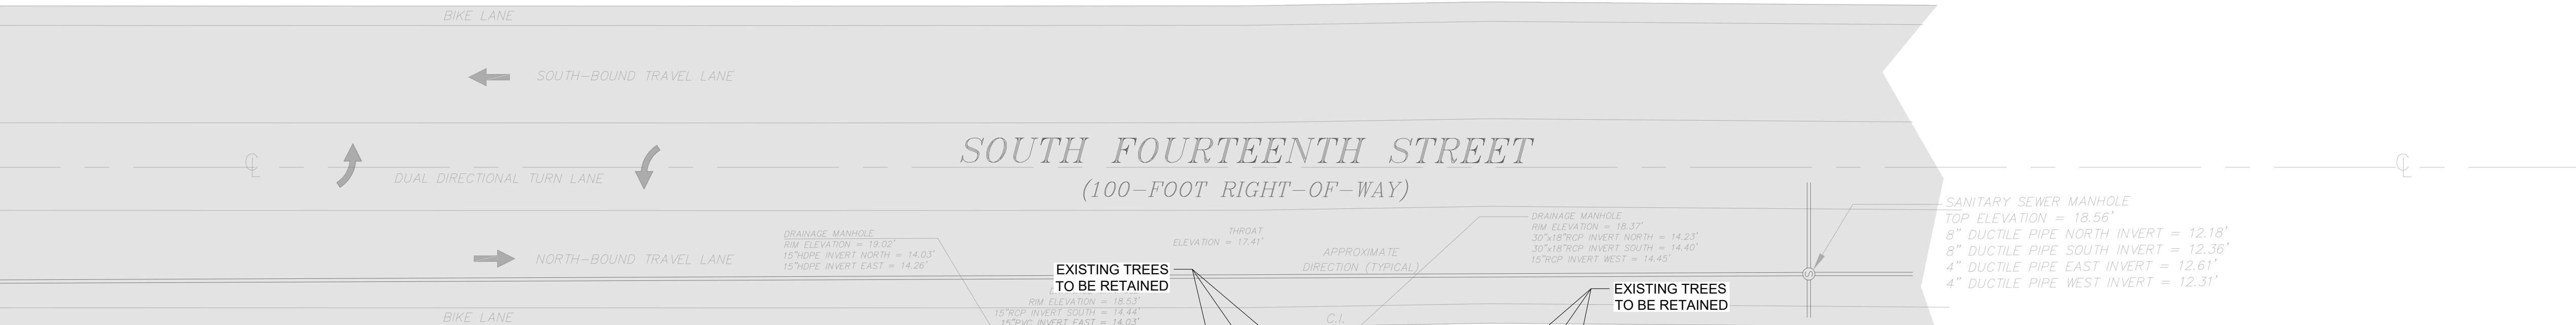 BIKE LANE
SOUTH-BOUND TRAVEL LANE
SOUTH FOURTEENTH STREET
℄
℄
DUAL DIRECTIONAL TURN LANE
(100-FOOT RIGHT-OF-WAY)
SANITARY SEWER MANHOLE
TOP ELEVATION = 18.56'
8" DUCTILE PIPE NORTH INVERT = 12.18'
8" DUCTILE PIPE SOUTH INVERT = 12.36'
4" DUCTILE PIPE EAST INVERT = 12.61'
4" DUCTILE PIPE WEST INVERT = 12.31'
DRAINAGE MANHOLE
RIM ELEVATION = 19.02'
15"HDPE INVERT NORTH = 14.03'
15"HDPE INVERT EAST = 14.26'
THROAT
ELEVATION = 17.41'
APPROXIMATE
DIRECTION (TYPICAL)
DRAINAGE MANHOLE
RIM ELEVATION = 18.37'
30"x18"RCP INVERT NORTH = 14.23'
30"x18"RCP INVERT SOUTH = 14.40'
15"RCP INVERT WEST = 14.45'
NORTH-BOUND TRAVEL LANE
EXISTING TREES
TO BE RETAINED
S
EXISTING TREES
TO BE RETAINED
RIM ELEVATION = 18.53'
15"RCP INVERT SOUTH = 14.44'
15"PVC INVERT EAST = 14.03'
BIKE LANE
C.I.